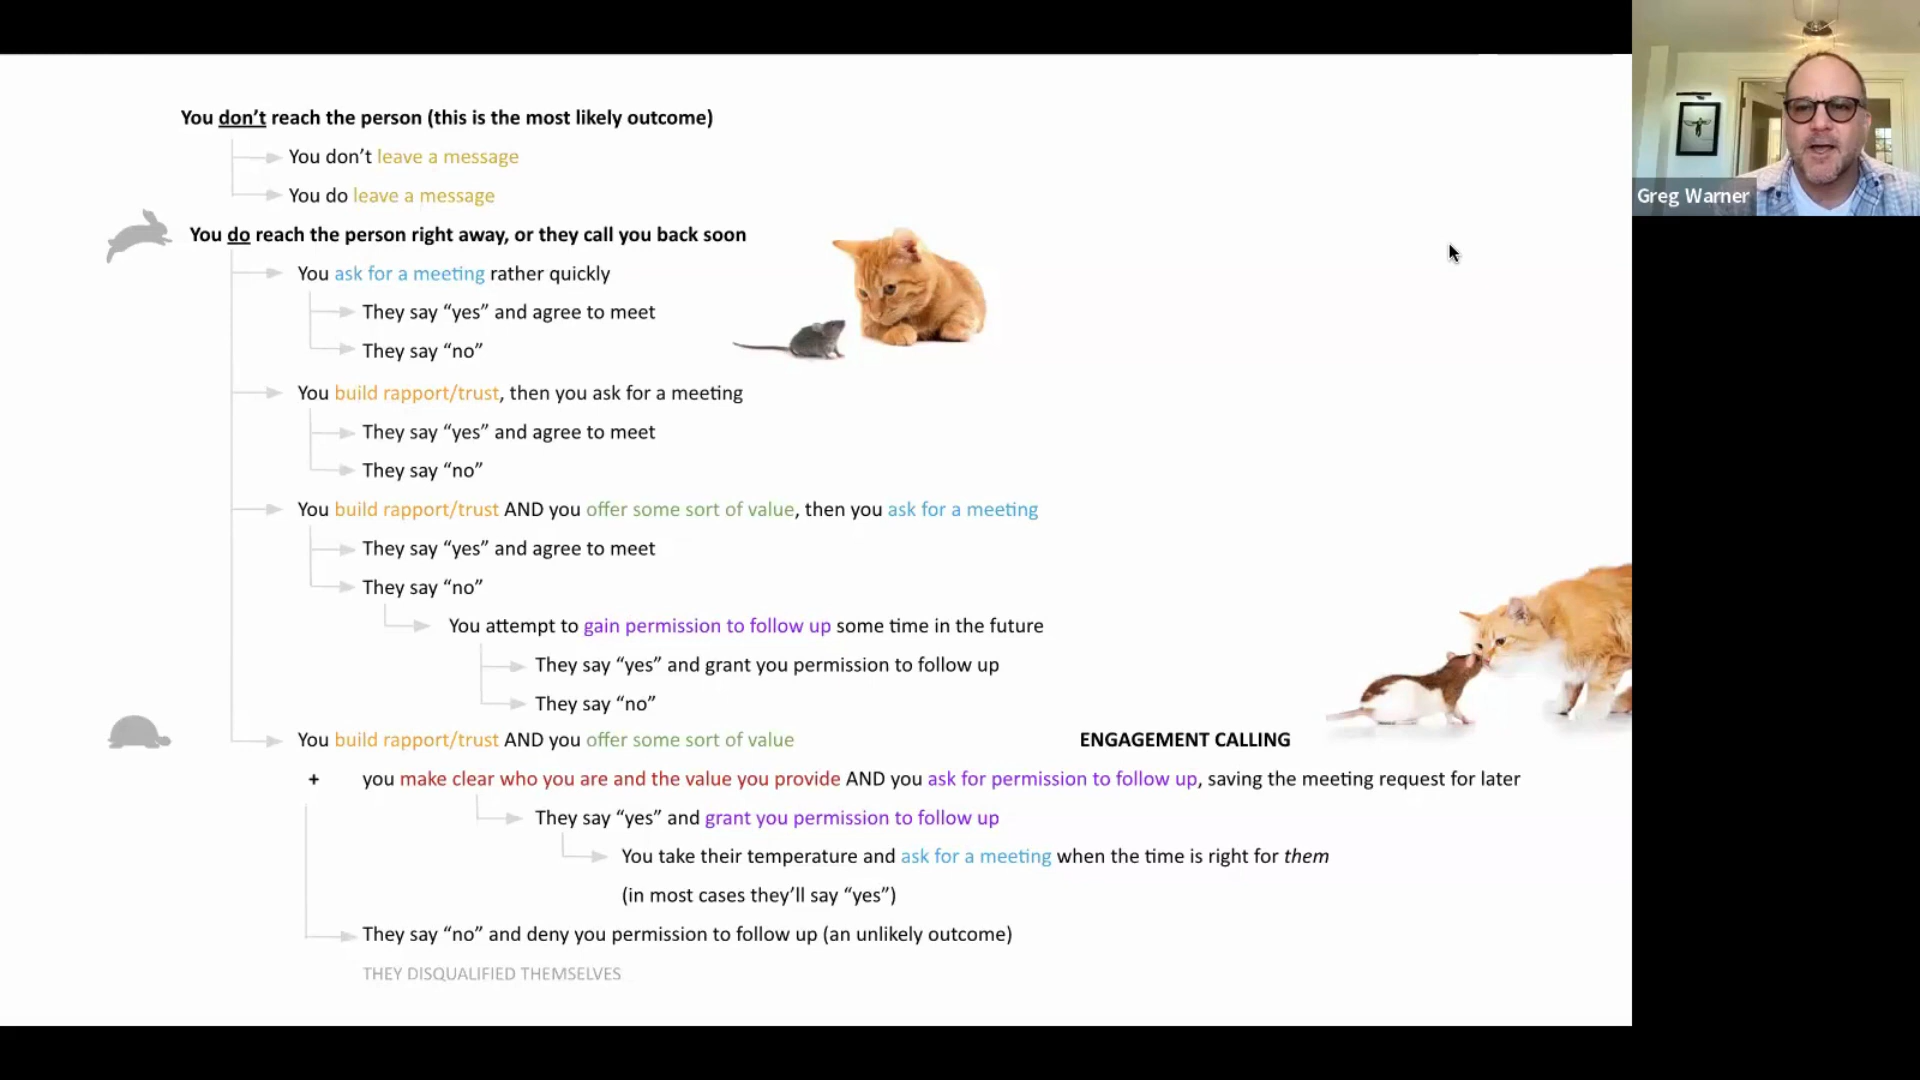 You don’t reach the person (this is the most likely outcome)
You don’t leave a message
You do leave a message
You do reach the person right away, or they call you back soon
You ask for a meeting rather quickly
They say “yes” and agree to meet
They say “no”
You build rapport/trust, then you ask for a meeting
They say “yes” and agree to meet
They say “no”
You build rapport/trust AND you offer some sort of value, then you ask for a meeting
They say “yes” and agree to meet
They say “no”
You attempt to gain permission to follow up some time in the future
They say “yes” and grant you permission to follow up
They say “no”
You build rapport/trust AND you offer some sort of value
ENGAGEMENT CALLING
+ you make clear who you are and the value you provide AND you ask for permission to follow up, saving the meeting request for later
They say “yes” and grant you permission to follow up
You take their temperature and ask for a meeting when the time is right for them
(in most cases they’ll say “yes”)
They say “no” and deny you permission to follow up (an unlikely outcome)
THEY DISQUALIFIED THEMSELVES
Greg Warner